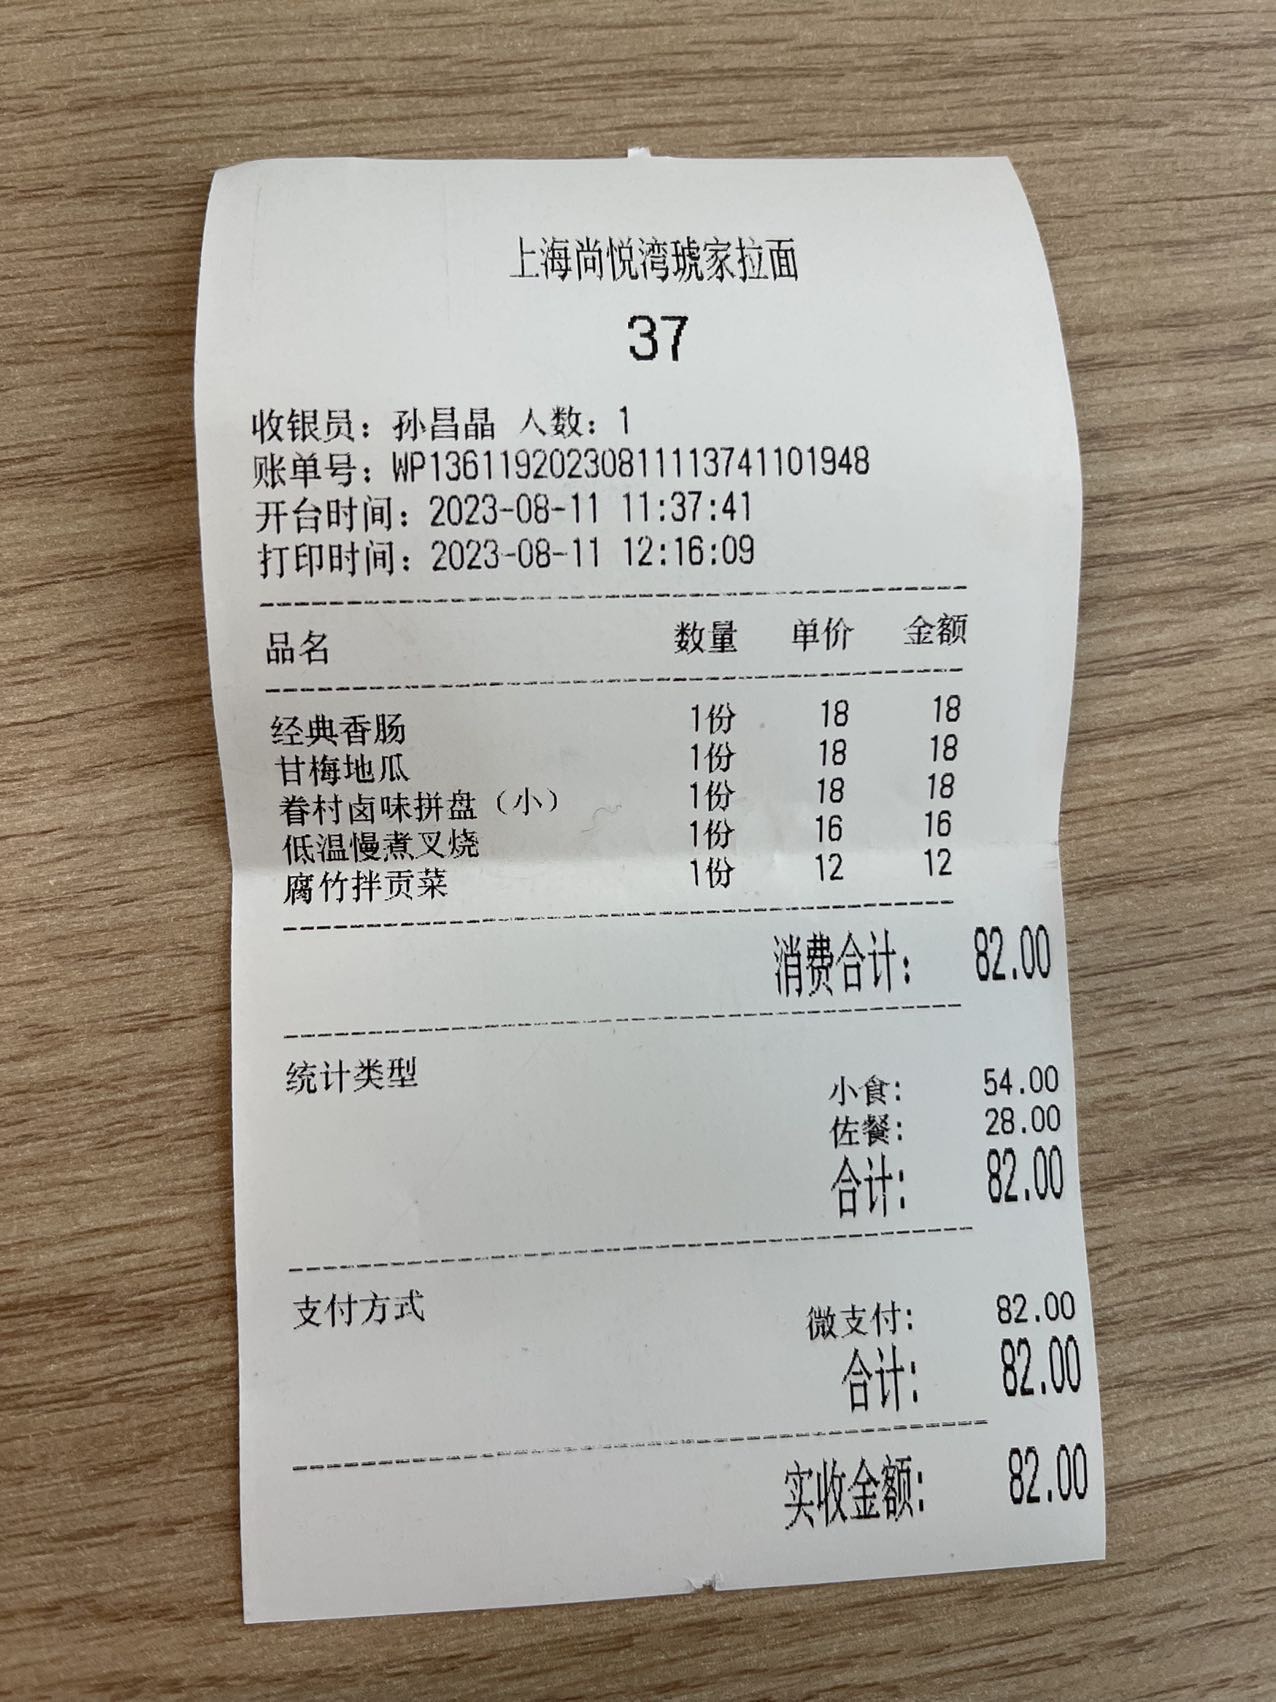 上海尚悦湾琥家拉面
37
收银员：孙昌晶 人数：1
账单号：WP13611920230811113741101948
开台时间：2023-08-11 11:37:41
打印时间：2023-08-11 12:16:09
品名 数量 单价 金额
经典香肠 1份 18 18
甘梅地瓜 1份 18 18
眷村卤味拼盘（小） 1份 18 18
低温慢煮叉烧 1份 16 16
腐竹拌贡菜 1份 12 12
消费合计： 82.00
统计类型
小食： 54.00
佐餐： 28.00
合计： 82.00
支付方式
微支付： 82.00
合计： 82.00
实收金额： 82.00